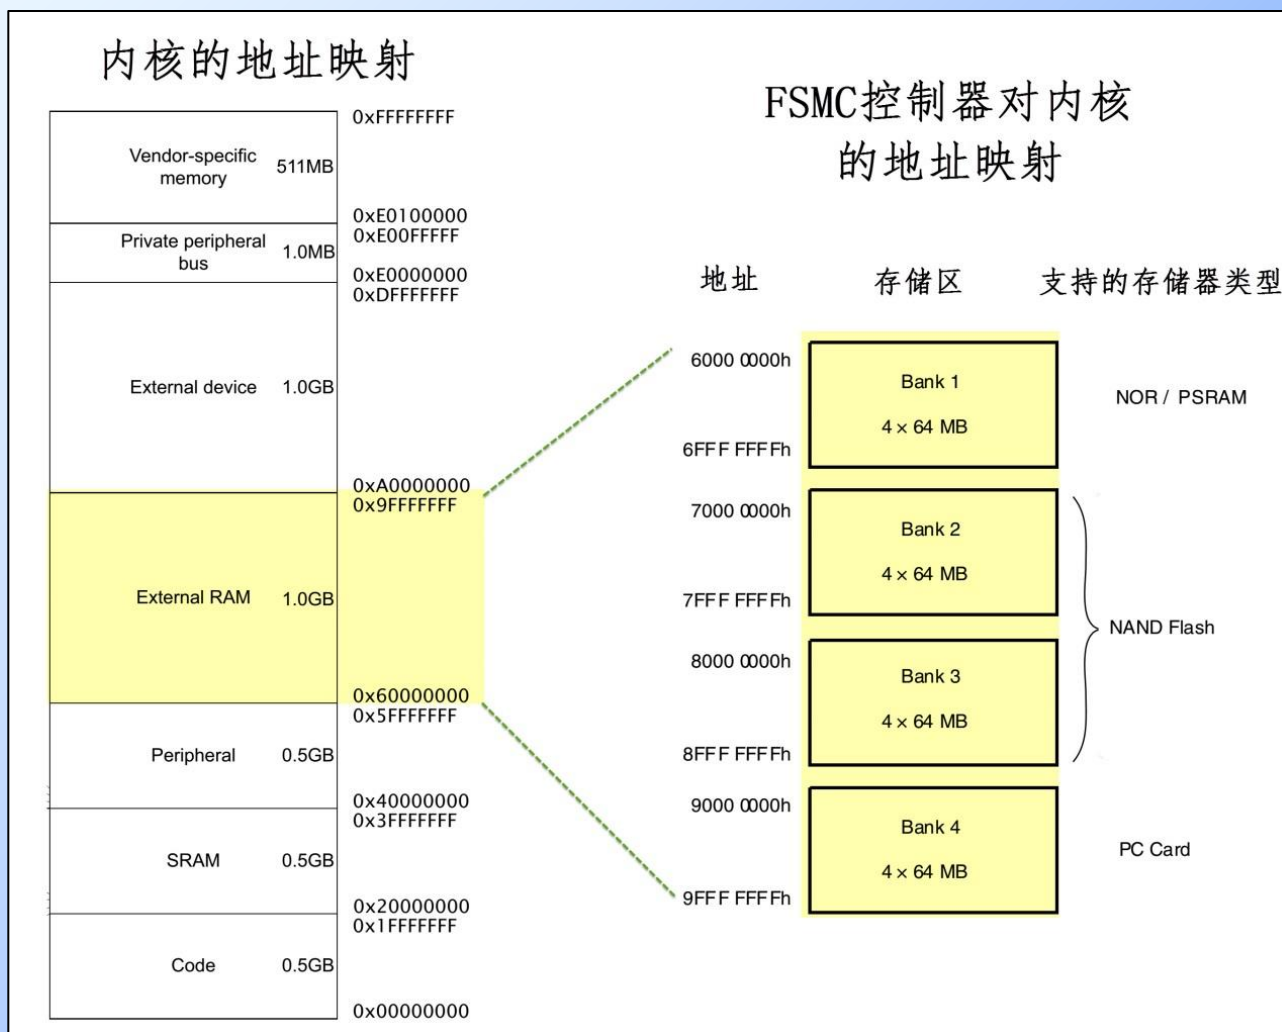 内核的地址映射
0xFFFFFFFF
Vendor-specific
memory
511MB
0xE0100000
0xE00FFFFF
Private peripheral
bus
1.0MB
0xE0000000
0xDFFFFFFF
External device 1.0GB
0xA0000000
0x9FFFFFFF
External RAM 1.0GB
0x60000000
0x5FFFFFFF
Peripheral 0.5GB
0x40000000
0x3FFFFFFF
SRAM 0.5GB
0x20000000
0x1FFFFFFF
Code 0.5GB
0x00000000
FSMC控制器对内核
的地址映射
地址 存储区 支持的存储器类型
6000 0000h
Bank 1
4 × 64 MB
NOR / PSRAM
6FFF FFFFh
7000 0000h
Bank 2
4 × 64 MB
7FFF FFFFh
NAND Flash
8000 0000h
Bank 3
4 × 64 MB
8FFF FFFFh
9000 0000h
Bank 4
4 × 64 MB
PC Card
9FFF FFFFh